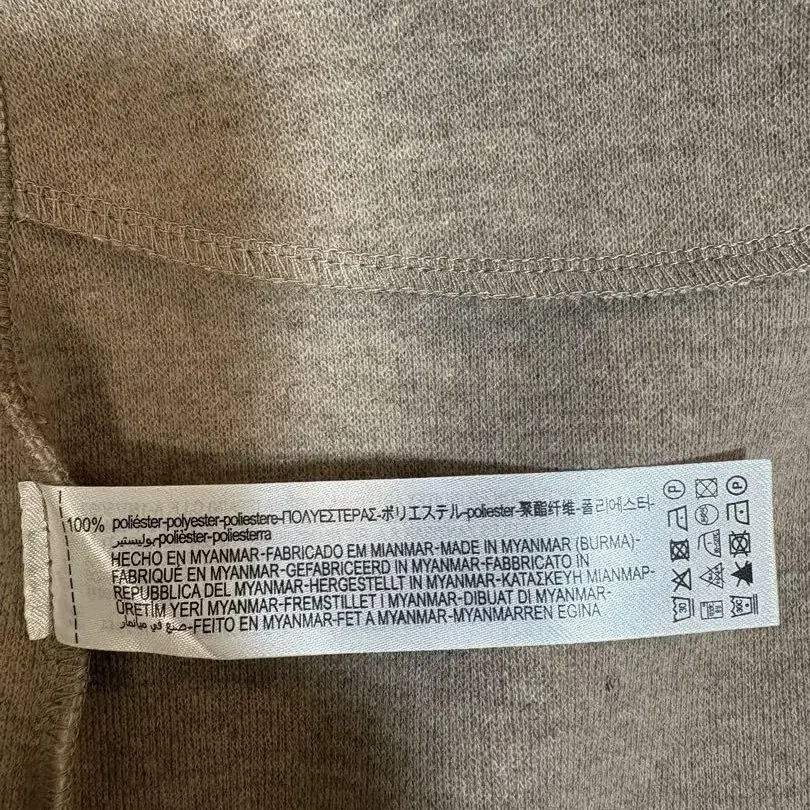 100% poliéster-polyester-poliestere-ΠΟΛΥΕΣΤΕΡΑΣ-ポリエステル-poliester-聚酯纤维-폴리에스터-
بوليستير-polièster-poliesterra
HECHO EN MYANMAR-FABRICADO EM MIANMAR-MADE IN MYANMAR (BURMA)-
FABRIQUÉ EN MYANMAR-GEFABRICEERD IN MYANMAR-FABBRICATO IN
REPUBBLICA DEL MYANMAR-HERGESTELLT IN MYANMAR-ΚΑΤΑΣΚΕΥΗ ΜΙΑΝΜΑΡ-
ÜRETİM YERİ MYANMAR-FREMSTILLET I MYANMAR-DIBUAT DI MYANMAR-
صنع في ميانمار-FEITO EN MYANMAR-FET A MYANMAR-MYANMARREN EGINA
P
P